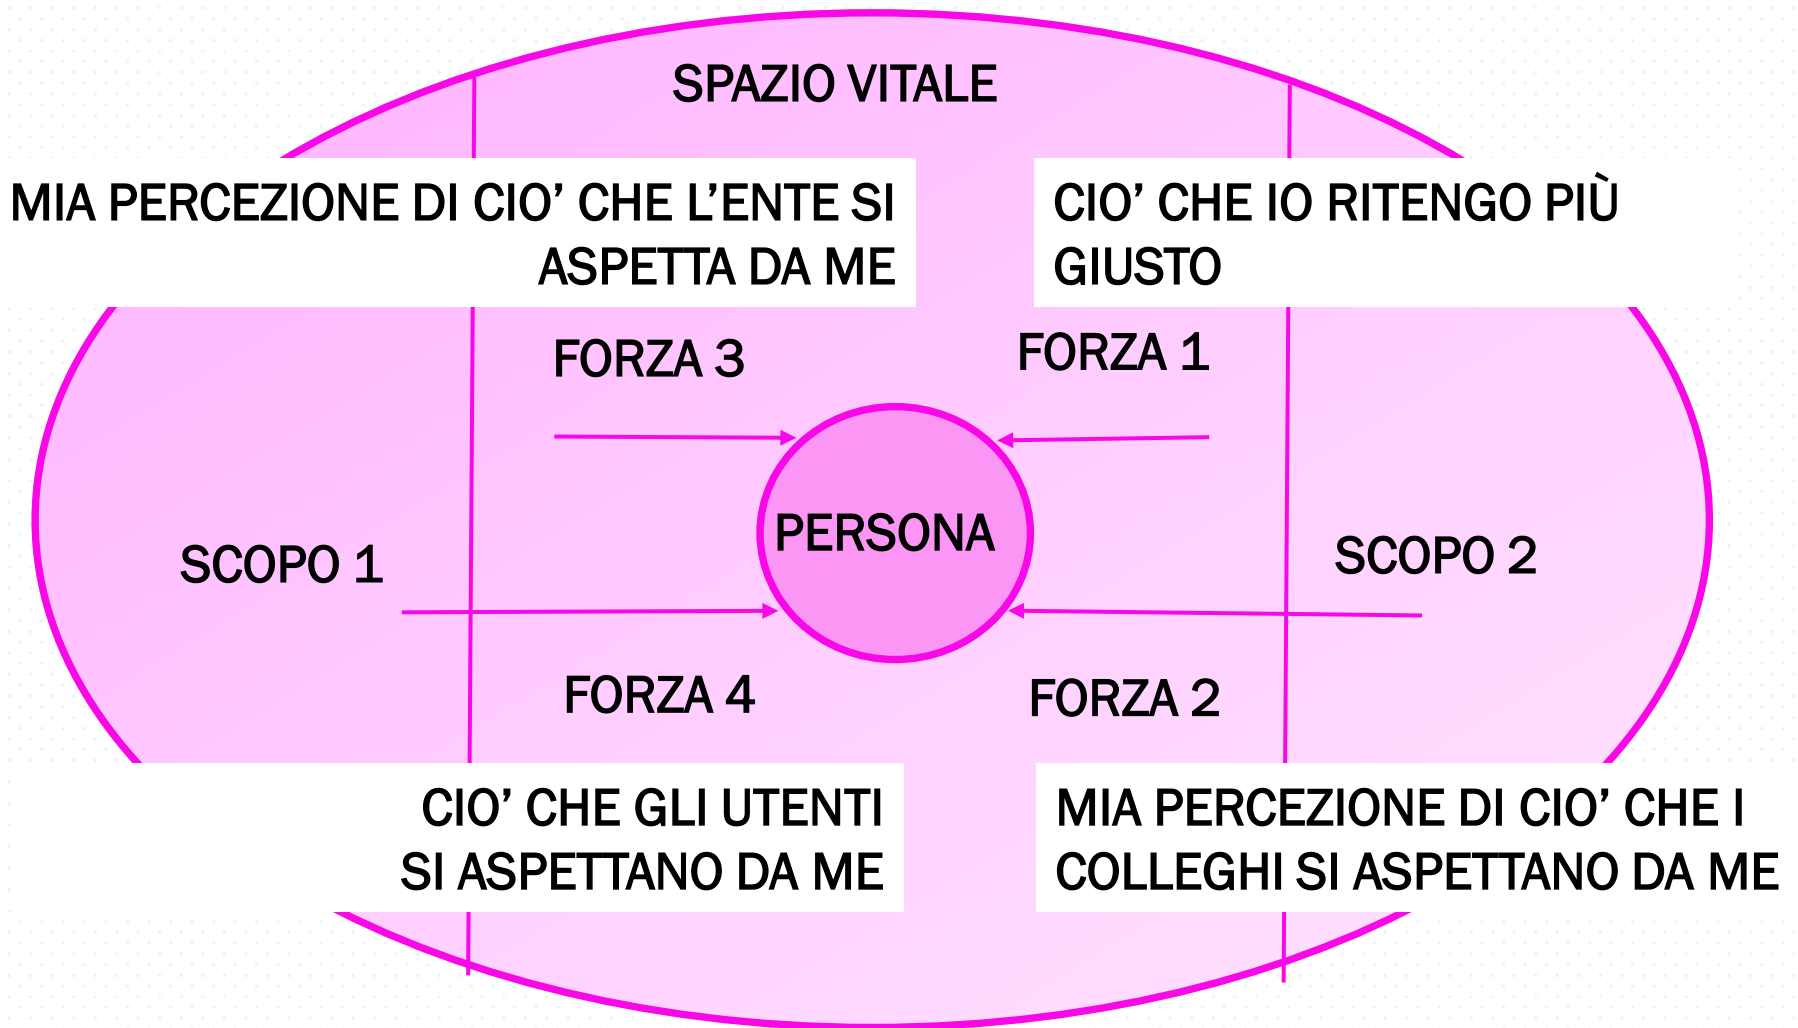 SPAZIO VITALE
MIA PERCEZIONE DI CIO’ CHE L’ENTE SI
ASPETTA DA ME
CIO’ CHE IO RITENGO PIÙ
GIUSTO
FORZA 3
FORZA 1
PERSONA
SCOPO 1
SCOPO 2
FORZA 4
FORZA 2
CIO’ CHE GLI UTENTI
SI ASPETTANO DA ME
MIA PERCEZIONE DI CIO’ CHE I
COLLEGHI SI ASPETTANO DA ME